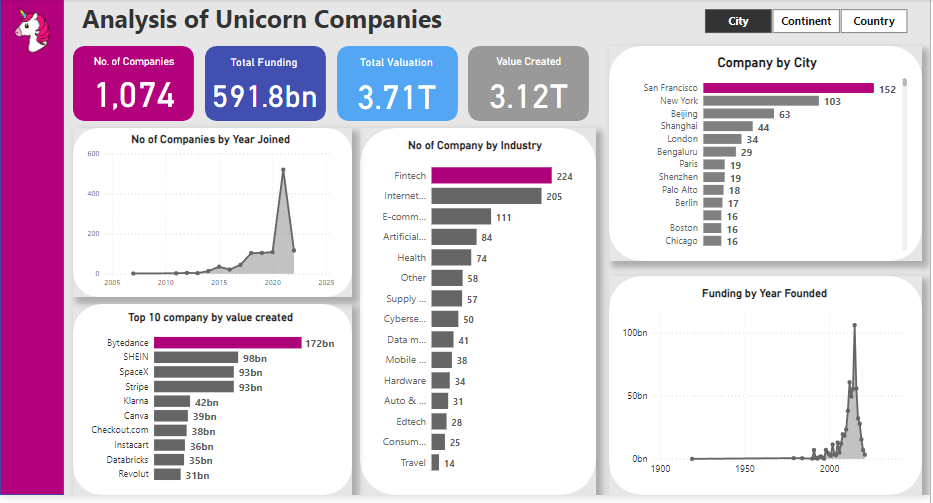 Analysis of Unicorn Companies
City
Continent
Country
No. of Companies
1,074
Total Funding
591.8bn
Total Valuation
3.71T
Value Created
3.12T
No of Companies by Year Joined
600
400
200
0
2005
2010
2015
2020
2025
Top 10 company by value created
Bytedance 172bn
SHEIN 98bn
SpaceX 93bn
Stripe 93bn
Klarna 42bn
Canva 39bn
Checkout.com 38bn
Instacart 36bn
Databricks 35bn
Revolut 31bn
No of Company by Industry
Fintech 224
Internet... 205
E-comm... 111
Artificial... 84
Health 74
Other 58
Supply ... 57
Cyberse... 50
Data m... 41
Mobile ... 38
Hardware 34
Auto & ... 31
Edtech 28
Consum... 25
Travel 14
Company by City
San Francisco 152
New York 103
Beijing 63
Shanghai 44
London 34
Bengaluru 29
Paris 19
Shenzhen 19
Palo Alto 18
Berlin 17
16
Boston 16
Chicago 16
Funding by Year Founded
100bn
50bn
0bn
1900
1950
2000